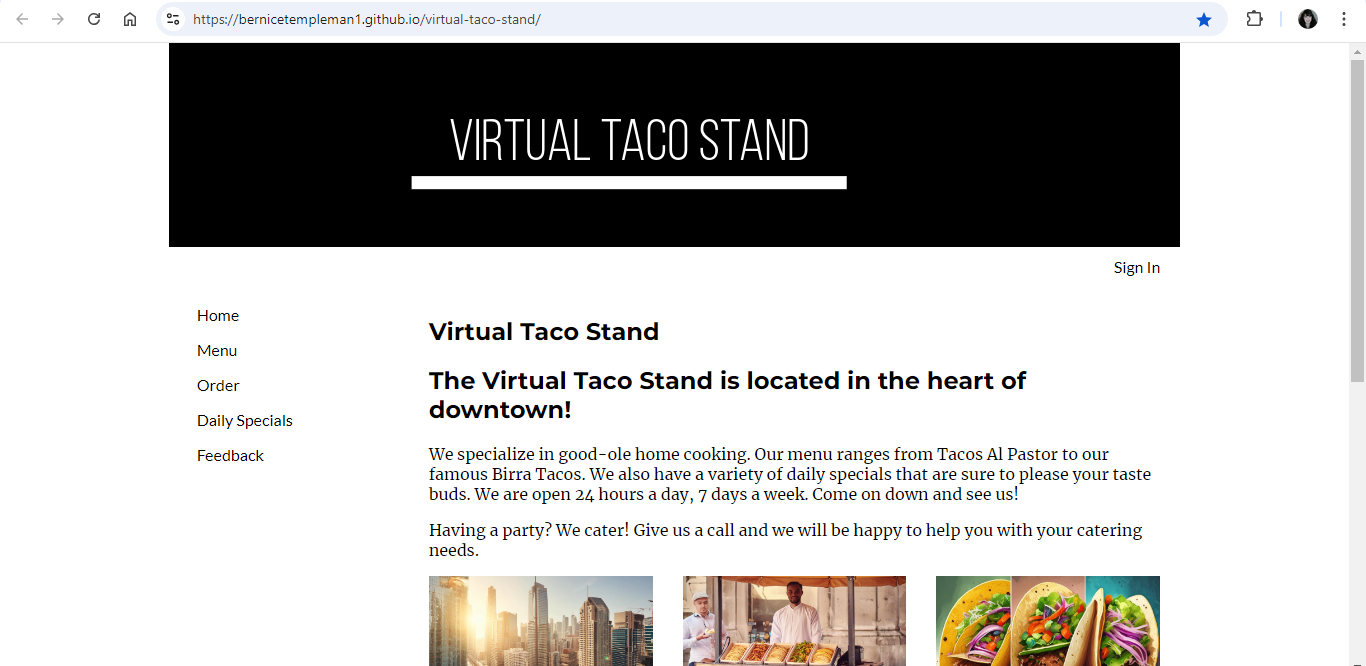 https://bernicetempleman1.github.io/virtual-taco-stand/
VIRTUAL TACO STAND
Sign In
Home
Menu
Order
Daily Specials
Feedback
Virtual Taco Stand
The Virtual Taco Stand is located in the heart of
downtown!
We specialize in good-ole home cooking. Our menu ranges from Tacos Al Pastor to our
famous Birra Tacos. We also have a variety of daily specials that are sure to please your taste
buds. We are open 24 hours a day, 7 days a week. Come on down and see us!
Having a party? We cater! Give us a call and we will be happy to help you with your catering
needs.